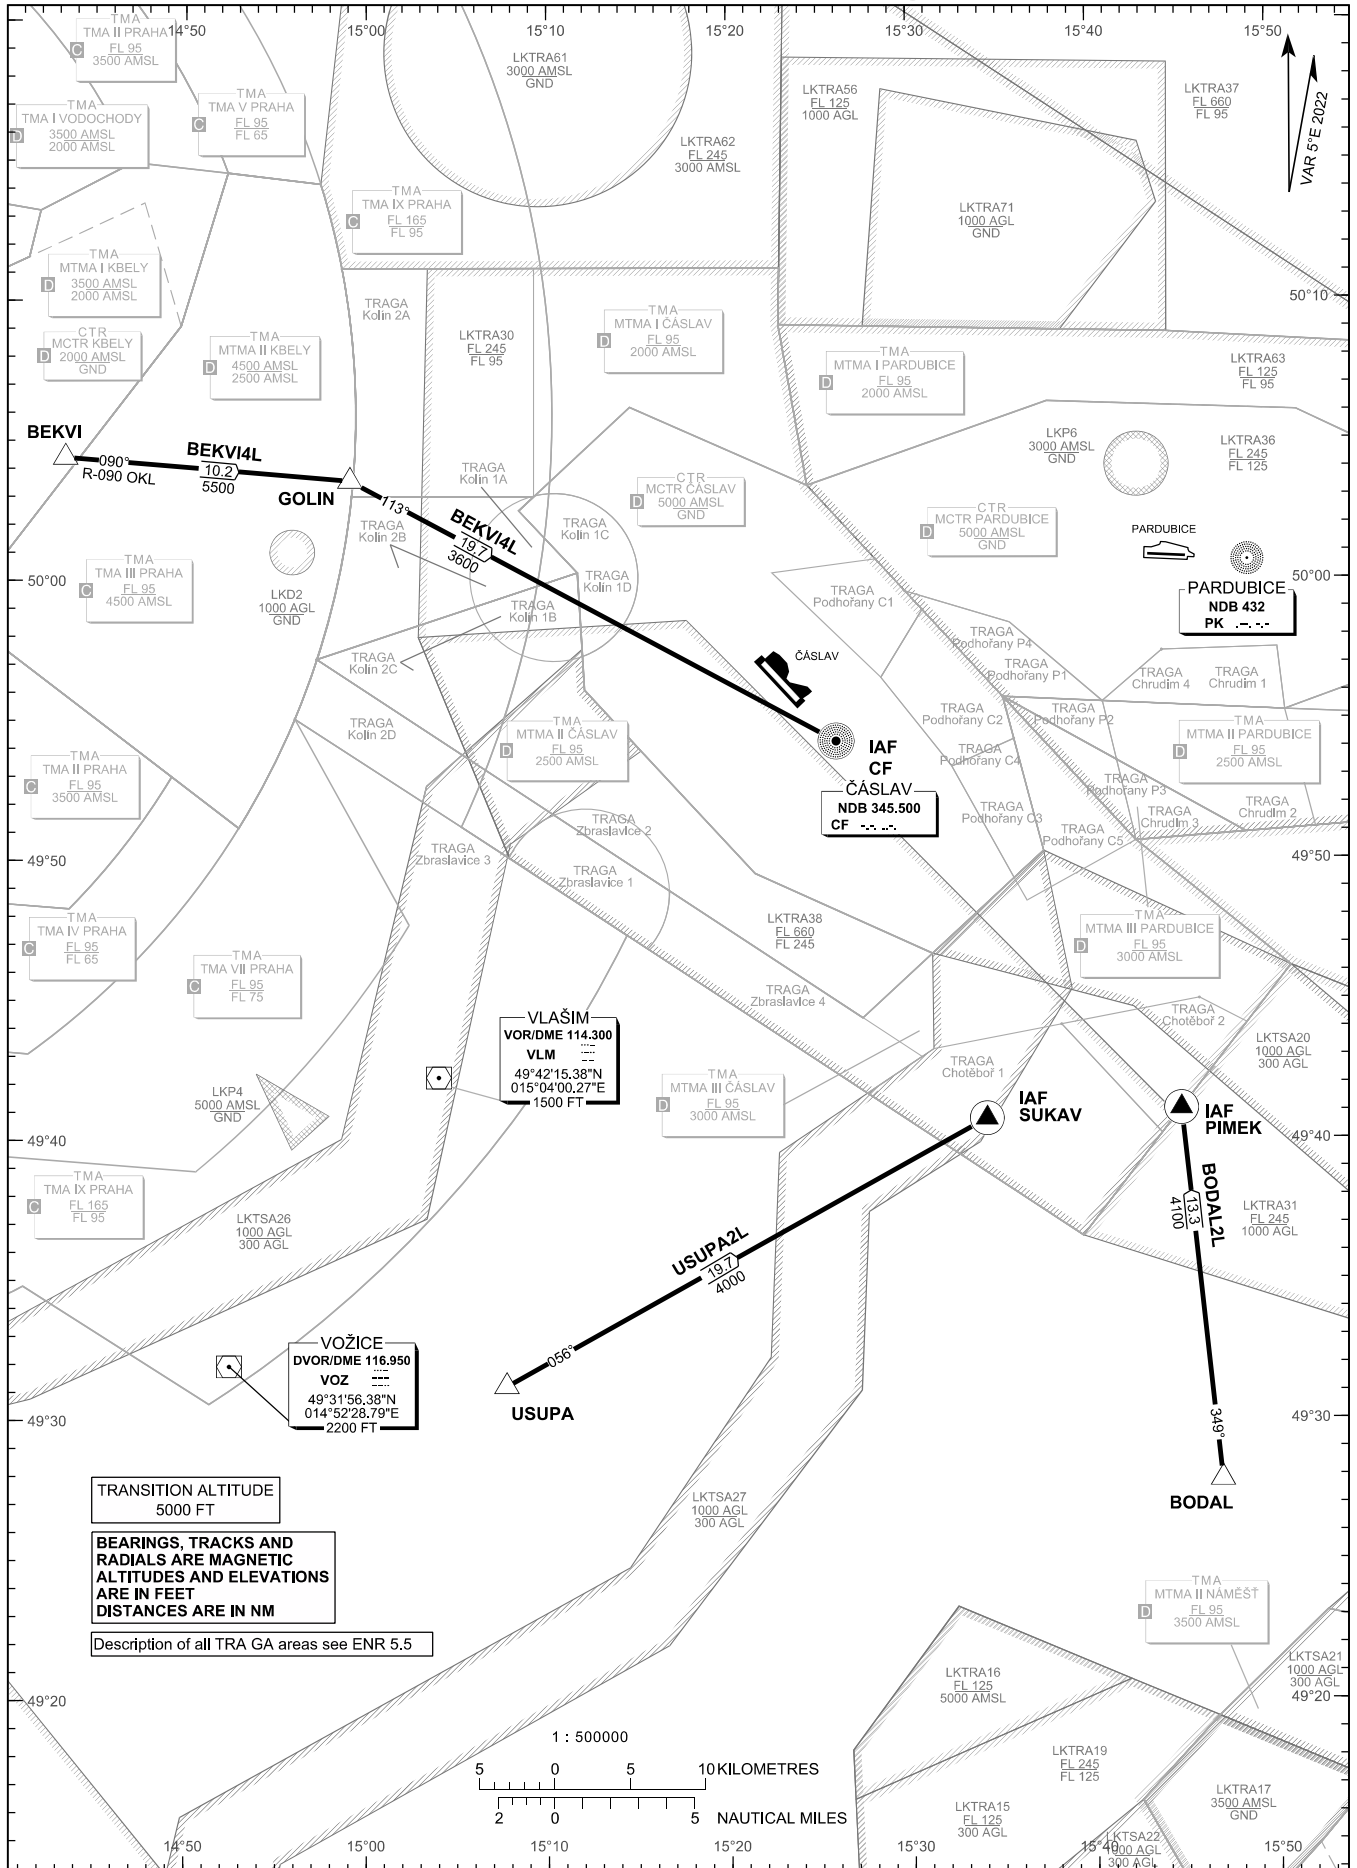 14°50
15°00
15°10
15°20
15°30
15°40
15°50
TMA
TMA II PRAHA
C
FL 95
3500 AMSL
TMA
TMA I VODOCHODY
D
3500 AMSL
2000 AMSL
TMA
TMA V PRAHA
C
FL 95
FL 65
LKTRA61
3000 AMSL
GND
LKTRA62
FL 245
3000 AMSL
LKTRA56
FL 125
1000 AGL
LKTRA37
FL 660
FL 95
VAR 5°E 2022
TMA
TMA IX PRAHA
C
FL 165
FL 95
LKTRA71
1000 AGL
GND
TMA
MTMA I KBELY
D
3500 AMSL
2000 AMSL
50°10
CTR
MCTR KBELY
D
2000 AMSL
GND
TMA
MTMA II KBELY
D
4500 AMSL
2500 AMSL
TRAGA
Kolín 2A
LKTRA30
FL 245
FL 95
TMA
MTMA I ČÁSLAV
D
FL 95
2000 AMSL
TMA
MTMA I PARDUBICE
D
FL 95
2000 AMSL
LKTRA63
FL 125
FL 95
BEKVI
090°
R-090 OKL
BEKVI4L
10.2
5500
GOLIN
113°
BEKVI4L
19.7
3600
TRAGA
Kolín 1A
TRAGA
Kolín 2B
TRAGA
Kolín 1C
TRAGA
Kolín 1D
TRAGA
Kolín 1B
TRAGA
Kolín 2C
TRAGA
Kolín 2D
CTR
MCTR ČÁSLAV
D
5000 AMSL
GND
LKP6
3000 AMSL
GND
LKTRA36
FL 245
FL 125
CTR
MCTR PARDUBICE
D
5000 AMSL
GND
PARDUBICE
PARDUBICE
NDB 432
PK .--. -.-
50°00
50°00
TMA
TMA III PRAHA
C
FL 95
4500 AMSL
LKD2
1000 AGL
GND
TRAGA
Podhořany C1
TRAGA
Podhořany P4
TRAGA
Podhořany P1
TRAGA
Chrudim 4
TRAGA
Chrudim 1
ČÁSLAV
TRAGA
Podhořany C2
TRAGA
Podhořany P2
TRAGA
Podhořany C4
TRAGA
Podhořany P3
TMA
MTMA II PARDUBICE
D
FL 95
2500 AMSL
TMA
MTMA II ČÁSLAV
D
FL 95
2500 AMSL
IAF
CF
ČÁSLAV
NDB 345.500
CF -.-. ..-.
TRAGA
Podhořany C3
TRAGA
Podhořany C5
TRAGA
Chrudim 3
TRAGA
Chrudim 2
TMA
TMA II PRAHA
C
FL 95
3500 AMSL
TRAGA
Zbraslavice 2
TRAGA
Zbraslavice 3
TRAGA
Zbraslavice 1
49°50
49°50
LKTRA38
FL 660
FL 245
TMA
TMA IV PRAHA
C
FL 95
FL 65
TMA
TMA VII PRAHA
C
FL 95
FL 75
TMA
MTMA III PARDUBICE
D
FL 95
3000 AMSL
TRAGA
Zbraslavice 4
TRAGA
Chotěboř 2
VLAŠIM
VOR/DME 114.300
VLM
49°42'15.38"N
015°04'00.27"E
1500 FT
LKTSA20
1000 AGL
300 AGL
TRAGA
Chotěboř 1
LKP4
5000 AMSL
GND
TMA
MTMA III ČÁSLAV
D
FL 95
3000 AMSL
IAF
SUKAV
IAF
PIMEK
49°40
49°40
TMA
TMA IX PRAHA
C
FL 165
FL 95
LKTSA26
1000 AGL
300 AGL
BODAL2L
13.3
4100
LKTRA31
FL 245
1000 AGL
USUPA2L
19.7
4000
056°
USUPA
VOŽICE
DVOR/DME 116.950
VOZ
49°31'56.38"N
014°52'28.79"E
2200 FT
49°30
49°30
349°
BODAL
TRANSITION ALTITUDE
5000 FT
LKTSA27
1000 AGL
300 AGL
BEARINGS, TRACKS AND
RADIALS ARE MAGNETIC
ALTITUDES AND ELEVATIONS
ARE IN FEET
DISTANCES ARE IN NM
Description of all TRA GA areas see ENR 5.5
TMA
MTMA II NÁMĚŠŤ
D
FL 95
3500 AMSL
LKTRA16
FL 125
5000 AMSL
LKTSA21
1000 AGL
300 AGL
49°20
49°20
1 : 500000
5 0 5 10 KILOMETRES
2 0 5 NAUTICAL MILES
LKTRA19
FL 245
FL 125
LKTRA15
FL 125
300 AGL
LKTRA17
3500 AMSL
GND
LKTSA22
1000 AGL
300 AGL
14°50
15°00
15°10
15°20
15°30
15°40
15°50